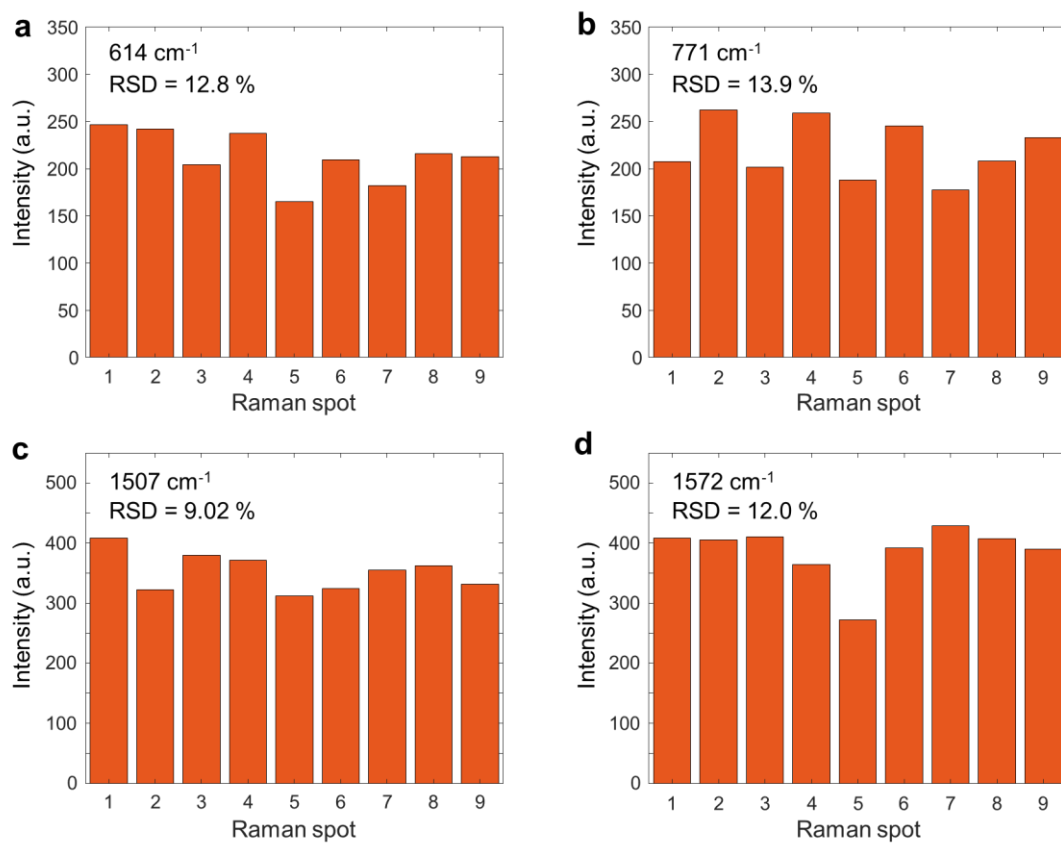 a
614 cm⁻¹
RSD = 12.8 %
Intensity (a.u.)
350
300
250
200
150
100
50
0
1 2 3 4 5 6 7 8 9
Raman spot
b
771 cm⁻¹
RSD = 13.9 %
Intensity (a.u.)
350
300
250
200
150
100
50
0
1 2 3 4 5 6 7 8 9
Raman spot
c
1507 cm⁻¹
RSD = 9.02 %
Intensity (a.u.)
500
400
300
200
100
0
1 2 3 4 5 6 7 8 9
Raman spot
d
1572 cm⁻¹
RSD = 12.0 %
Intensity (a.u.)
500
400
300
200
100
0
1 2 3 4 5 6 7 8 9
Raman spot